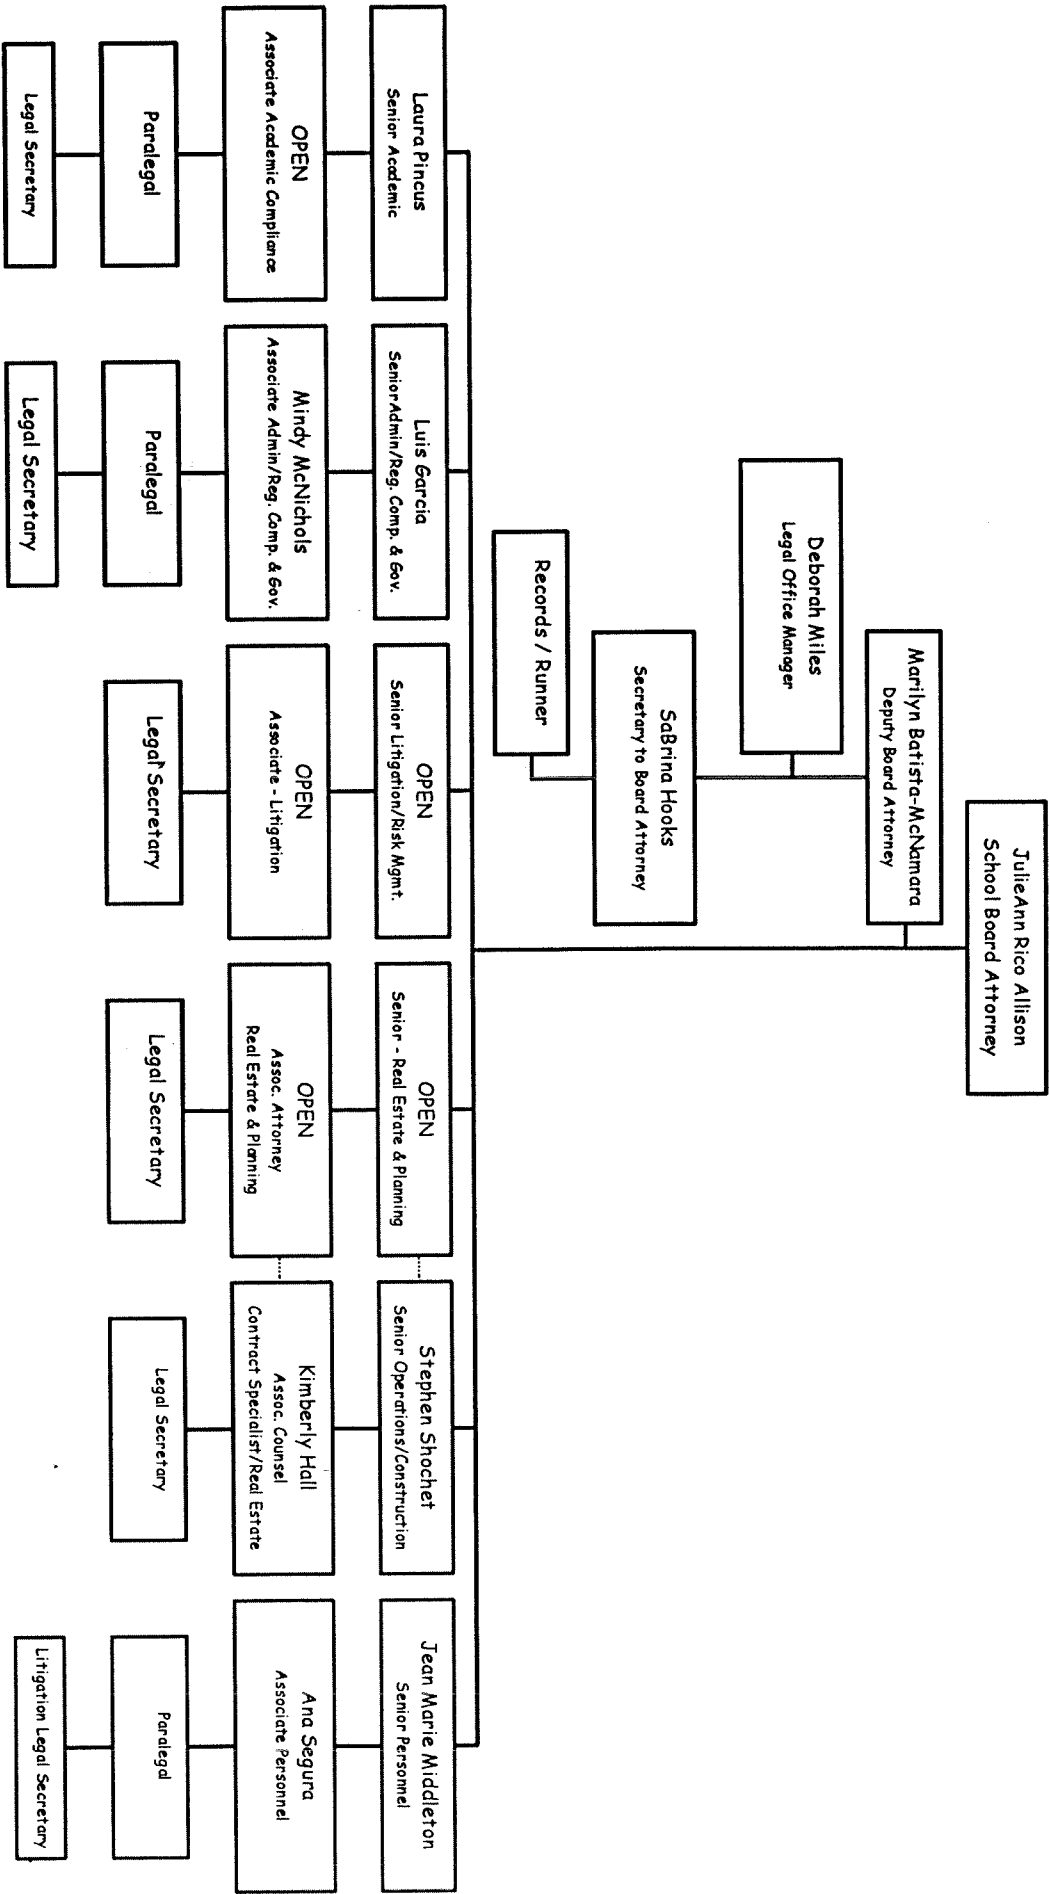 JulieAnn Rico Allison
School Board Attorney
Marilyn Batista-McNamara
Deputy Board Attorney
Deborah Miles
Legal Office Manager
SaBrina Hooks
Secretary to Board Attorney
Records / Runner
Laura Pincus
Senior Academic
Luis Garcia
Senior Admin/Reg. Comp. & Gov.
OPEN
Senior Litigation/Risk Mgmt.
OPEN
Senior - Real Estate & Planning
Stephen Shochet
Senior Operations/Construction
Jean Marie Middleton
Senior Personnel
OPEN
Associate Academic Compliance
Mindy McNichols
Associate Admin/Reg. Comp. & Gov.
OPEN
Associate - Litigation
OPEN
Assoc. Attorney
Real Estate & Planning
Kimberly Hall
Assoc. Counsel
Contract Specialist/Real Estate
Ana Segura
Associate Personnel
Paralegal
Paralegal
Legal Secretary
Legal Secretary
Legal Secretary
Paralegal
Legal Secretary
Legal Secretary
Litigation Legal Secretary